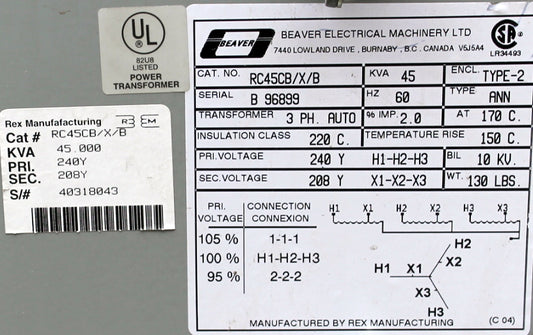 UL
82U8
LISTED
POWER
TRANSFORMER
Rex Manufafacturing R3 EM
Cat # RC45CB/X/B
KVA 45.000
PRI. 240Y
SEC. 208Y
S/# 40318043
BEAVER
BEAVER ELECTRICAL MACHINERY LTD
7440 LOWLAND DRIVE, BURNABY, B.C. CANADA V5J5A4
SA
LR34493
CAT. NO. RC45CB/X/B KVA 45 ENCL. TYPE-2
SERIAL B 96899 HZ 60 TYPE ANN
TRANSFORMER 3 PH. AUTO % IMP. 2.0 AT 170 C.
INSULATION CLASS 220 C. TEMPERATURE RISE 150 C.
PRI.VOLTAGE 240 Y H1-H2-H3 BIL 10 KV.
SEC.VOLTAGE 208 Y X1-X2-X3 WT. 130 LBS.
PRI. CONNECTION
VOLTAGE CONNEXION
105 % 1-1-1
100 % H1-H2-H3
95 % 2-2-2
H1 X1 H2 X2 H3 X3
H2
X2
H1 X1
X3
H3
MANUFACTURED BY REX MANUFACTURING (C 04)